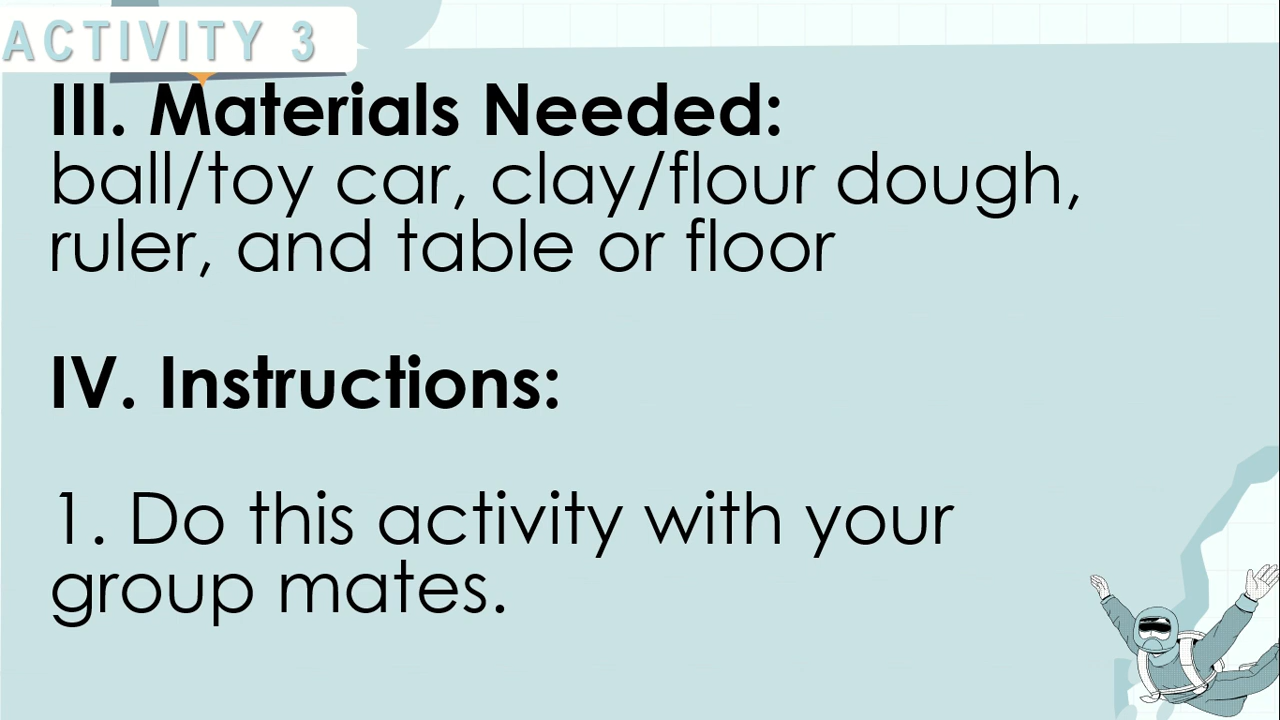 ACTIVITY 3
III. Materials Needed:
ball/toy car, clay/flour dough,
ruler, and table or floor
IV. Instructions:
1. Do this activity with your
group mates.